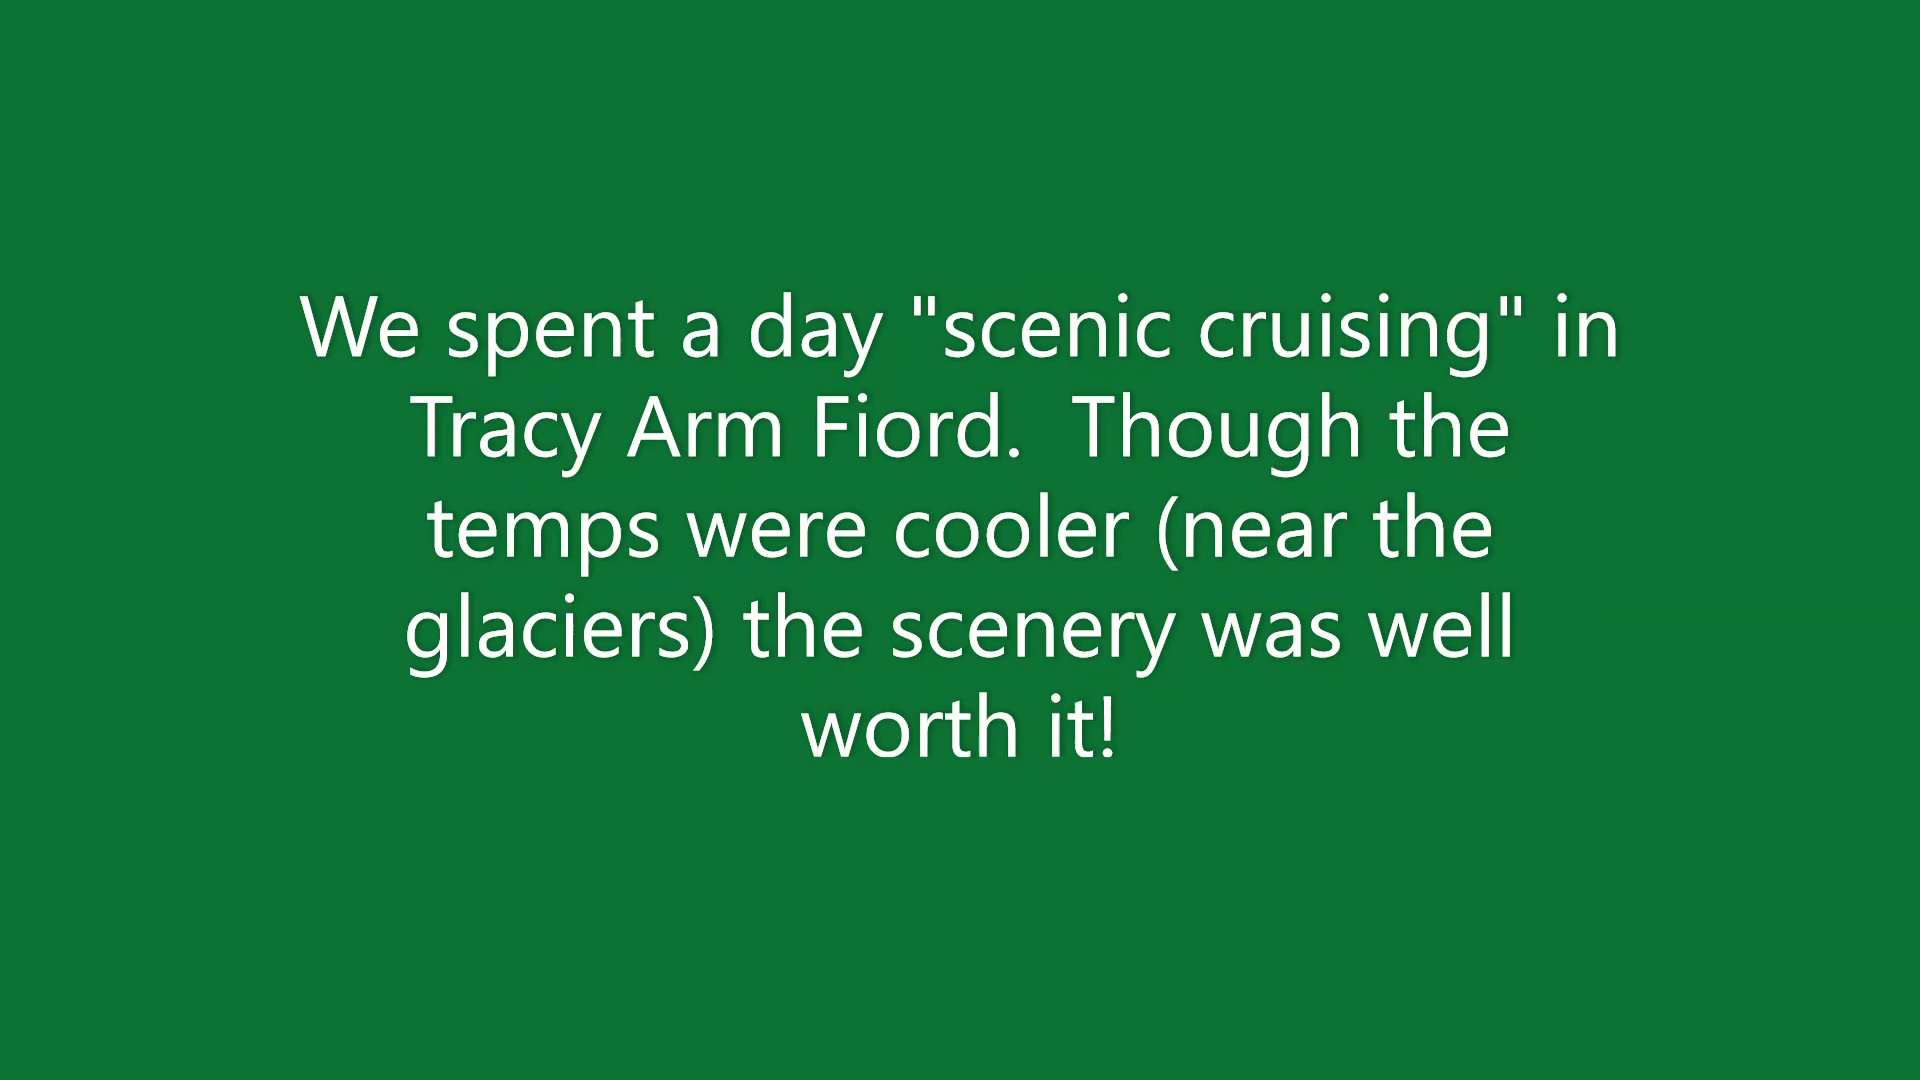 We spent a day "scenic cruising" in
Tracy Arm Fiord.  Though the
temps were cooler (near the
glaciers) the scenery was well
worth it!